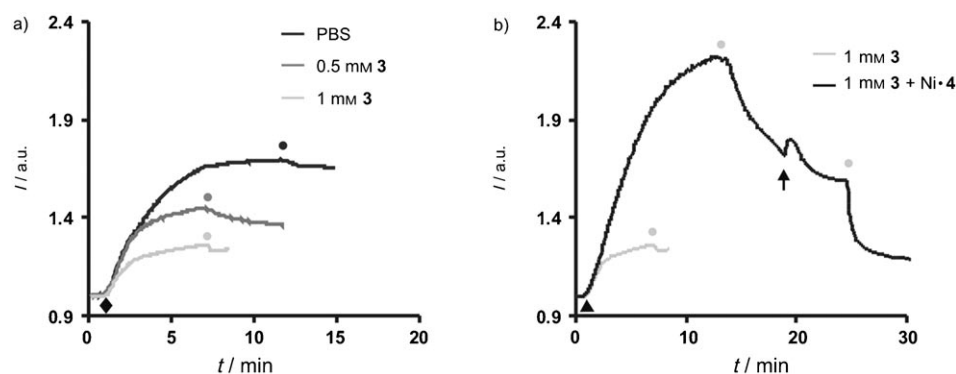 a)
2.4
1.9
1.4
0.9
I / a.u.
PBS
0.5 mM 3
1 mM 3
0 5 10 15 20
t / min
b)
2.4
1.9
1.4
0.9
I / a.u.
1 mM 3
1 mM 3 + Ni•4
0 10 20 30
t / min